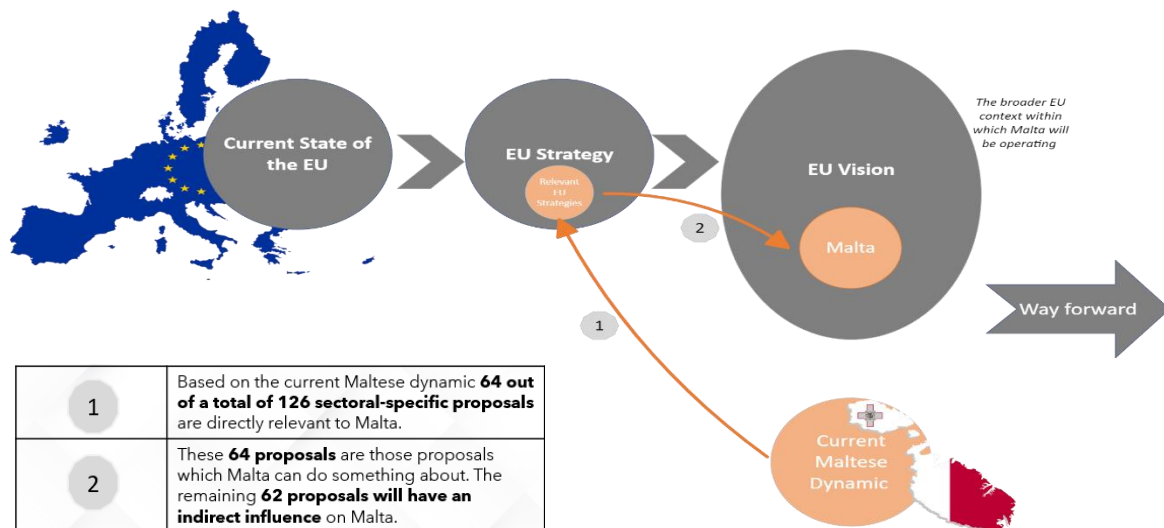 Current State of
the EU
EU Strategy
Relevant
EU
Strategies
EU Vision
Malta
The broader EU
context within
which Malta will
be operating
2
1
Way forward
Current
Maltese
Dynamic
1
Based on the current Maltese dynamic 64 out
of a total of 126 sectoral-specific proposals
are directly relevant to Malta.
2
These 64 proposals are those proposals
which Malta can do something about. The
remaining 62 proposals will have an
indirect influence on Malta.